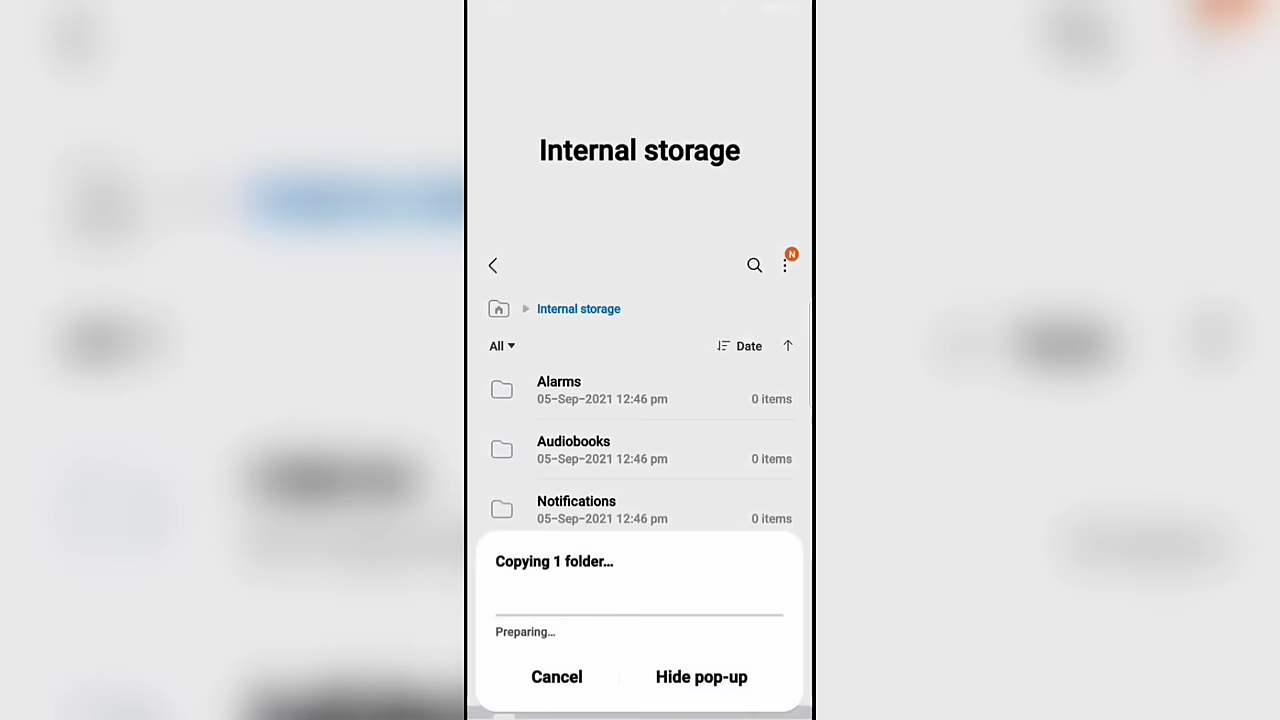 Internal storage
N
Internal storage
All
Date
Alarms
05-Sep-2021 12:46 pm
0 items
Audiobooks
05-Sep-2021 12:46 pm
0 items
Notifications
05-Sep-2021 12:46 pm
0 items
Copying 1 folder...
Preparing...
Cancel
Hide pop-up